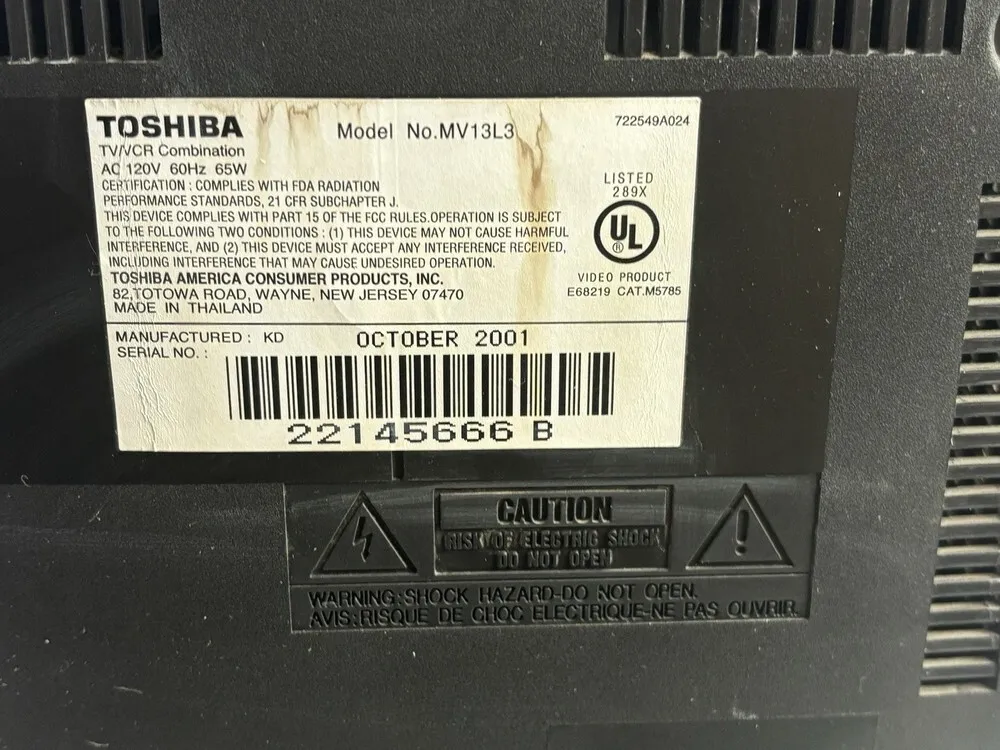 TOSHIBA
Model No.MV13L3
722549A024
TV/VCR Combination
AC 120V 60Hz 65W
CERTIFICATION : COMPLIES WITH FDA RADIATION
PERFORMANCE STANDARDS, 21 CFR SUBCHAPTER J.
THIS DEVICE COMPLIES WITH PART 15 OF THE FCC RULES.OPERATION IS SUBJECT
TO THE FOLLOWING TWO CONDITIONS : (1) THIS DEVICE MAY NOT CAUSE HARMFUL
INTERFERENCE, AND (2) THIS DEVICE MUST ACCEPT ANY INTERFERENCE RECEIVED,
INCLUDING INTERFERENCE THAT MAY CAUSE UNDESIRED OPERATION.
TOSHIBA AMERICA CONSUMER PRODUCTS, INC.
82,TOTOWA ROAD, WAYNE, NEW JERSEY 07470
MADE IN THAILAND
LISTED
289X
UL
®
VIDEO PRODUCT
E68219 CAT.M5785
MANUFACTURED : KD OCTOBER 2001
SERIAL NO. :
22145666 B
CAUTION
RISK OF ELECTRIC SHOCK
DO NOT OPEN
WARNING:SHOCK HAZARD-DO NOT OPEN.
AVIS:RISQUE DE CHOC ELECTRIQUE-NE PAS OUVRIR.